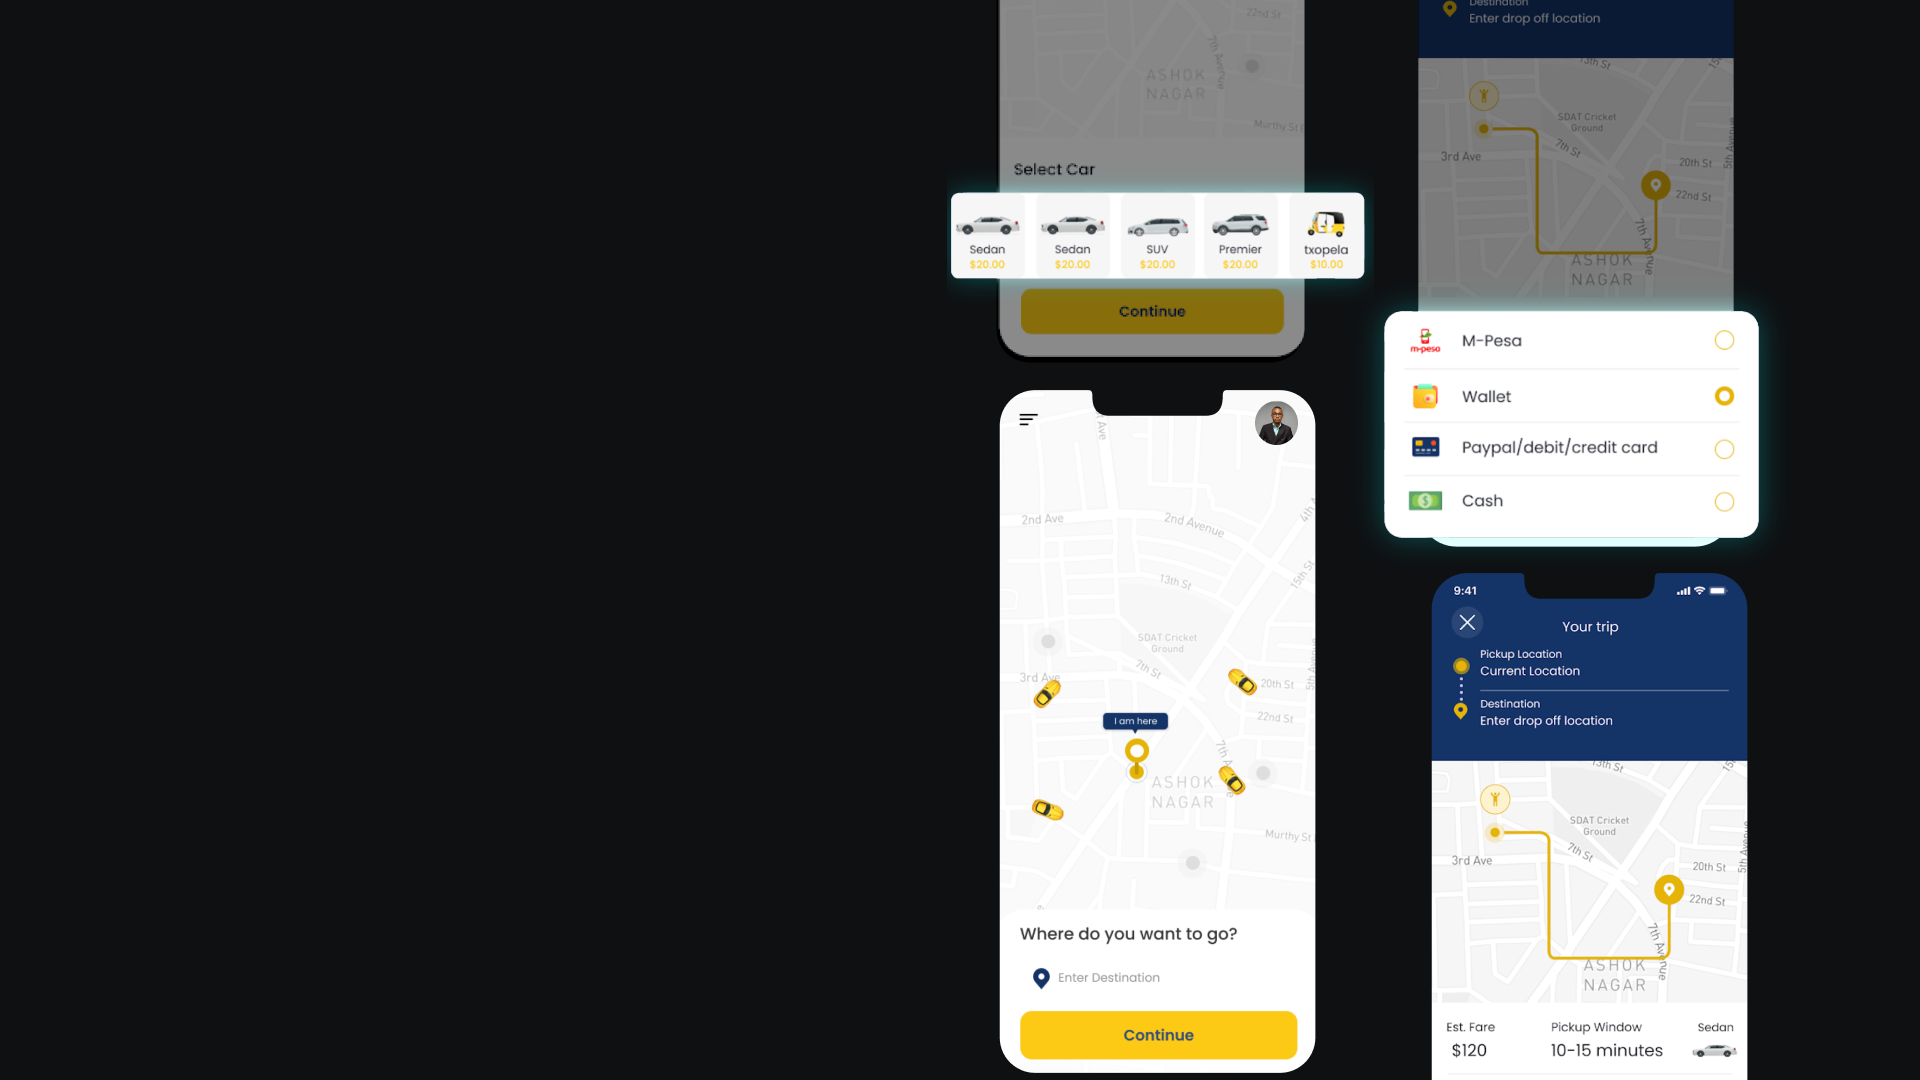 22nd St
7th Avenue
ASHOK
NAGAR
Murthy St
Select Car
Sedan
$20.00
Sedan
$20.00
SUV
$20.00
Premier
$20.00
txopela
$10.00
Continue
2nd Ave
2nd Avenue
13th St
15th St
SDAT Cricket
Ground
7th St
3rd Ave
20th St
22nd St
I am here
ASHOK
NAGAR
Murthy St
Where do you want to go?
Enter Destination
Continue
Destination
Enter drop off location
13th St
SDAT Cricket
Ground
7th St
3rd Ave
20th St
5th Avenue
22nd St
7th Avenue
ASHOK
NAGAR
m-pesa
M-Pesa
Wallet
Paypal/debit/credit card
Cash
9:41
Your trip
Pickup Location
Current Location
Destination
Enter drop off location
13th St
SDAT Cricket
Ground
7th St
3rd Ave
20th St
22nd St
7th Avenue
ASHOK
NAGAR
Est. Fare
Pickup Window
Sedan
$120
10-15 minutes